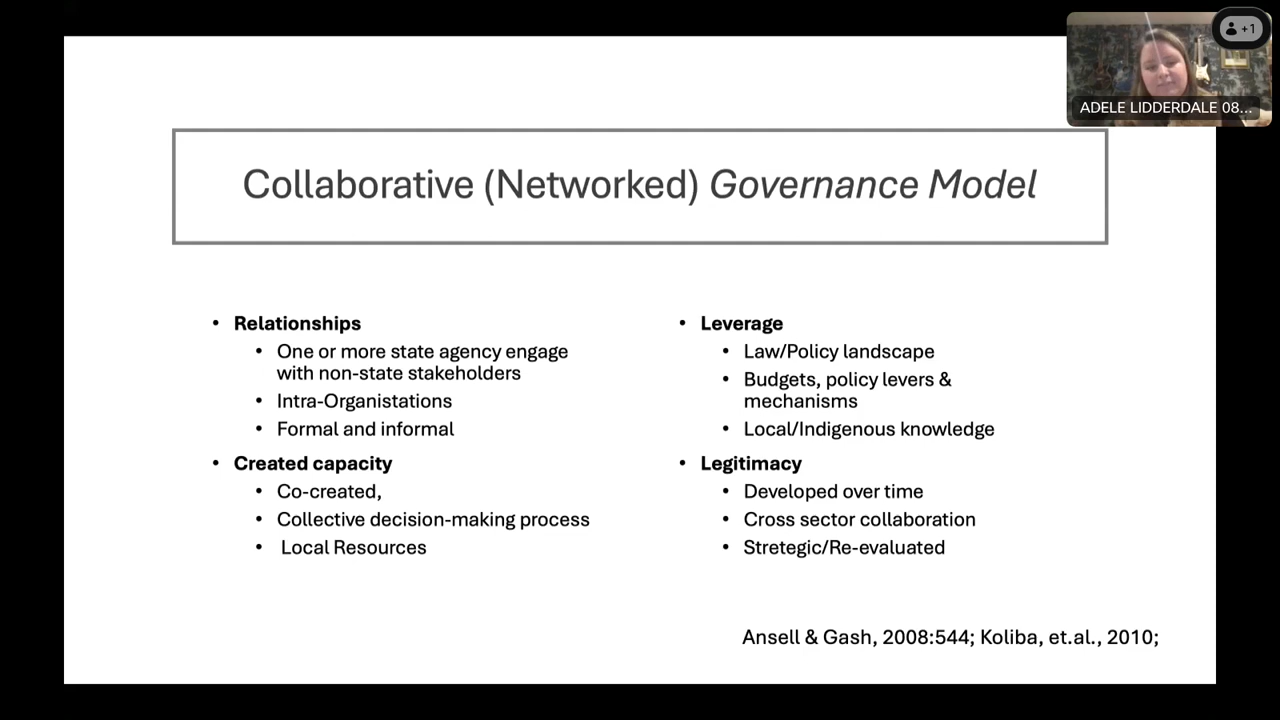 +1
ADELE LIDDERDALE 08...
Collaborative (Networked) Governance Model
• Relationships
• One or more state agency engage
with non-state stakeholders
• Intra-Organistations
• Formal and informal
• Created capacity
• Co-created,
• Collective decision-making process
• Local Resources
• Leverage
• Law/Policy landscape
• Budgets, policy levers &
mechanisms
• Local/Indigenous knowledge
• Legitimacy
• Developed over time
• Cross sector collaboration
• Stretegic/Re-evaluated
Ansell & Gash, 2008:544; Koliba, et.al., 2010;